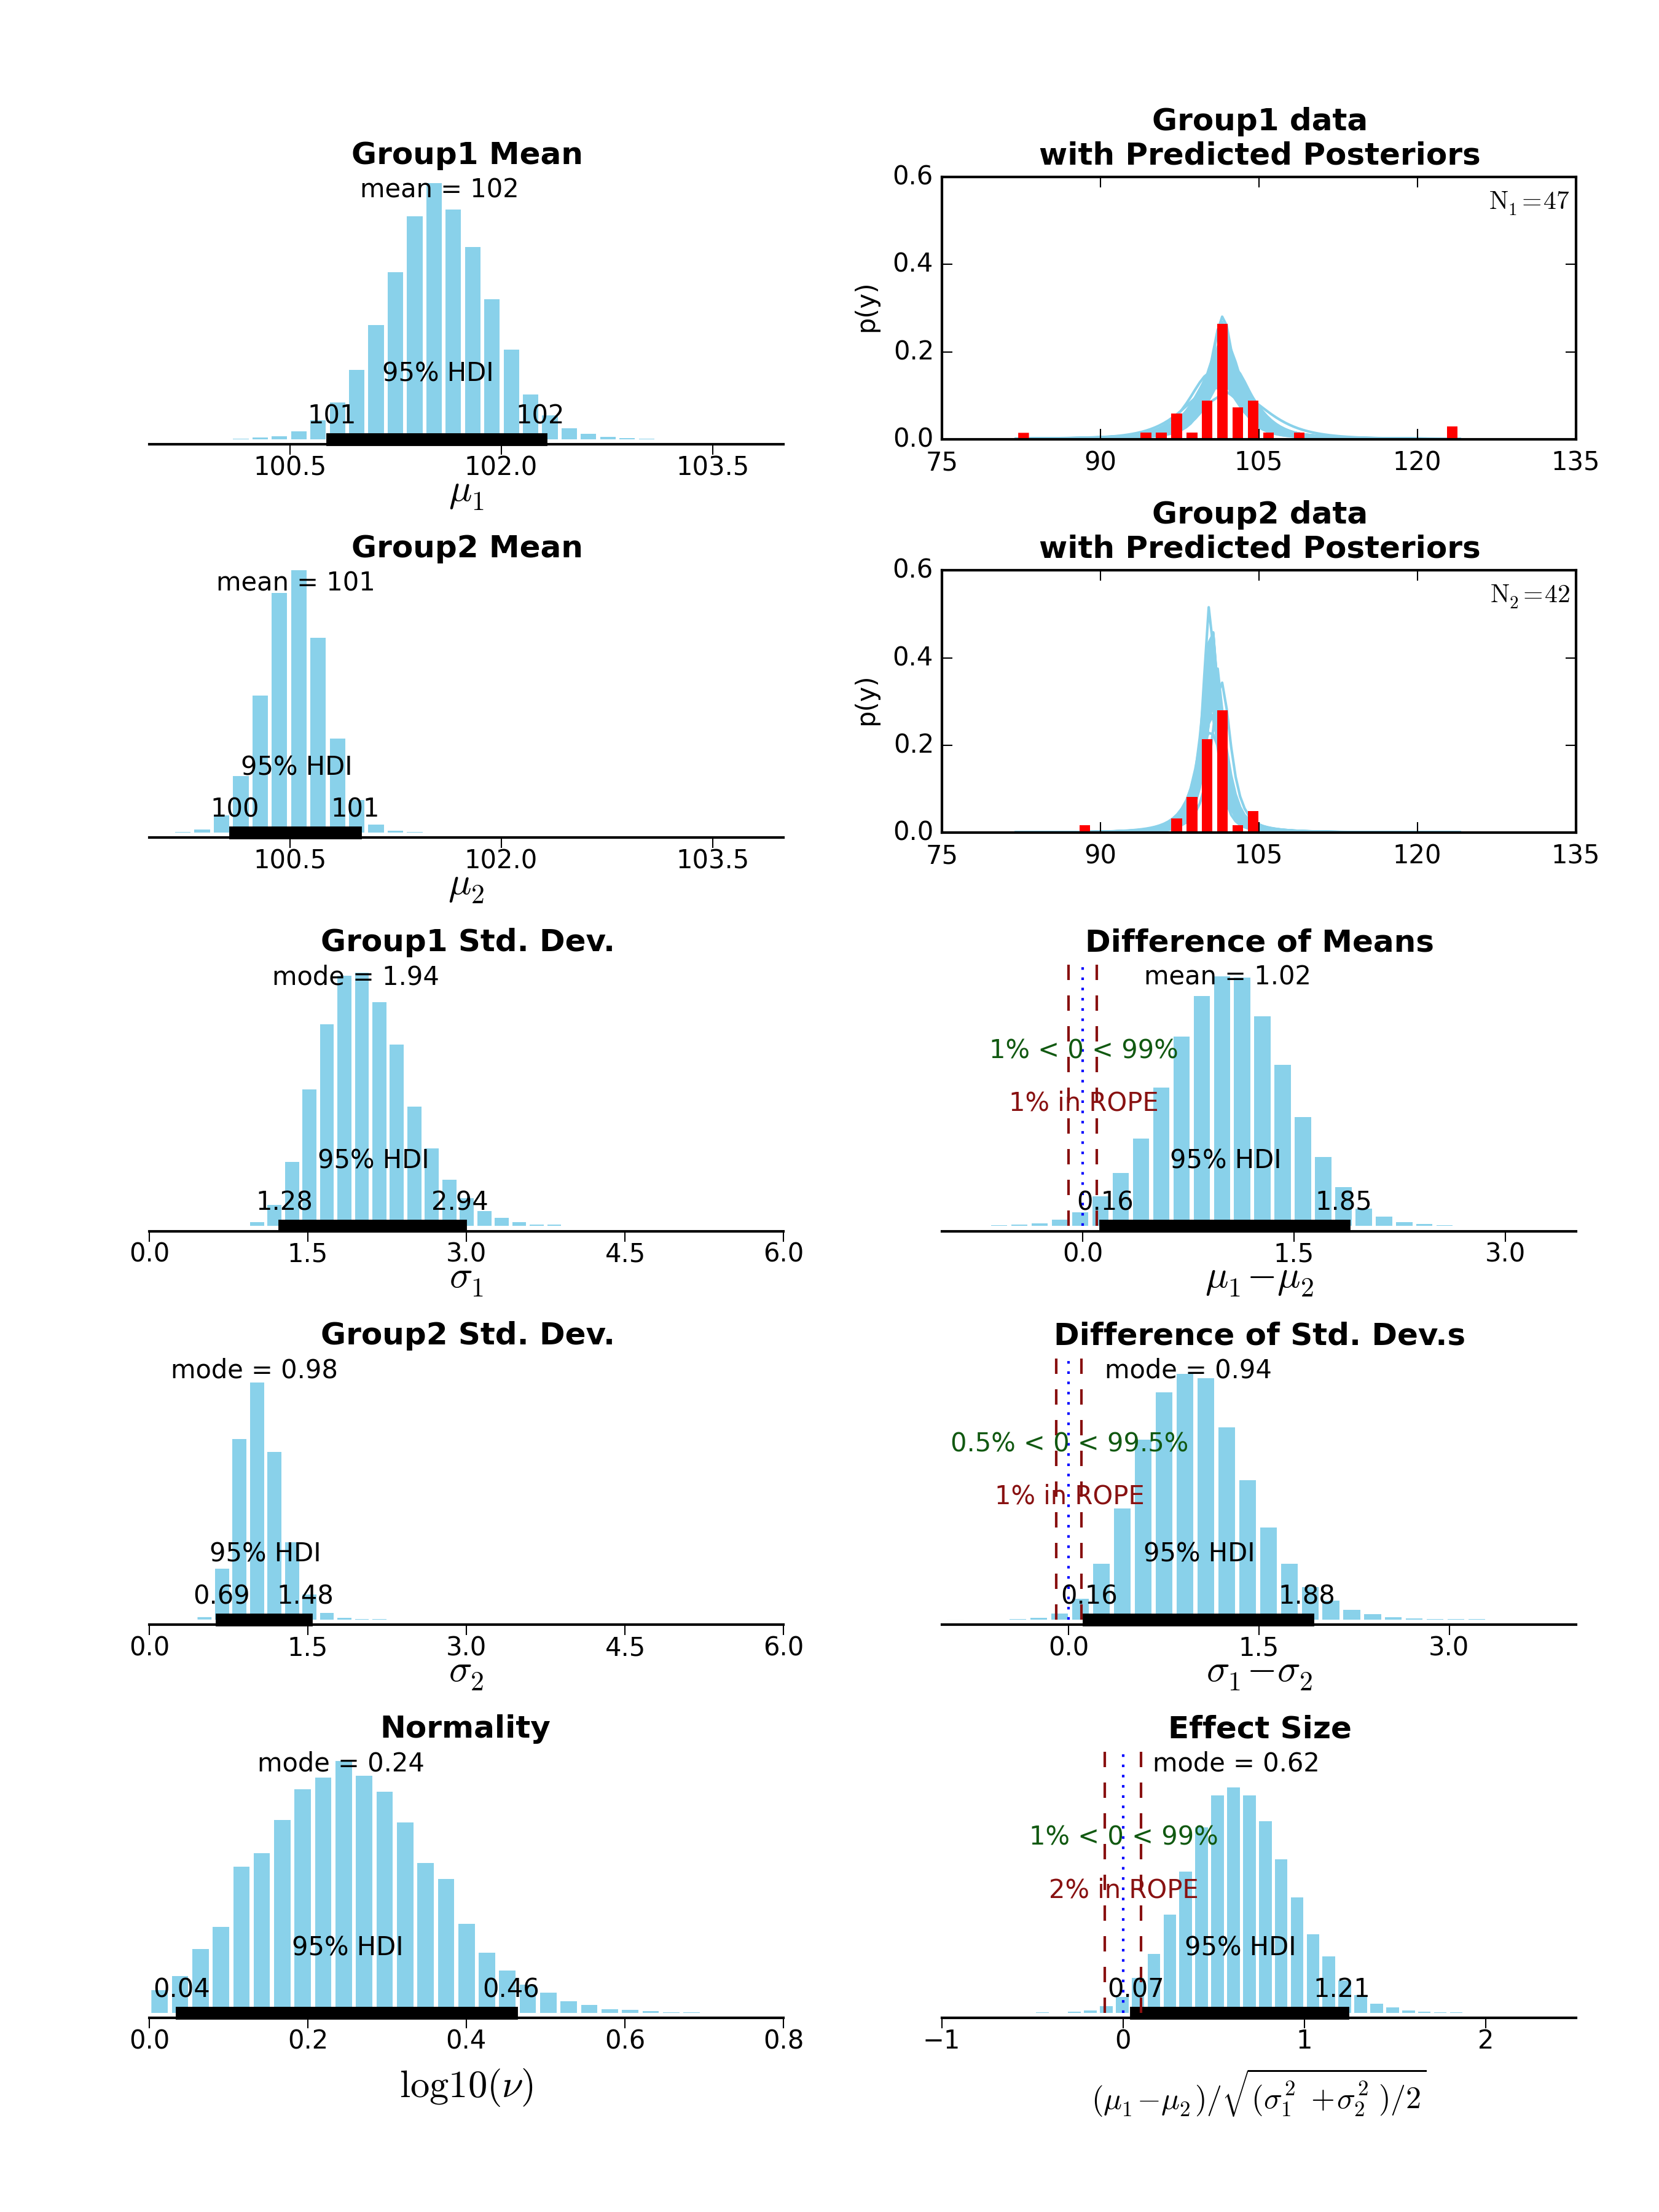 Group1 Mean
mean = 102
95% HDI
101 102
100.5 102.0 103.5
μ₁
Group1 data
with Predicted Posteriors
N₁=47
p(y)
0.6
0.4
0.2
0.0
75 90 105 120 135
Group2 Mean
mean = 101
95% HDI
100 101
100.5 102.0 103.5
μ₂
Group2 data
with Predicted Posteriors
N₂=42
p(y)
0.6
0.4
0.2
0.0
75 90 105 120 135
Group1 Std. Dev.
mode = 1.94
95% HDI
1.28 2.94
0.0 1.5 3.0 4.5 6.0
σ₁
Difference of Means
mean = 1.02
1% < 0 < 99%
1% in ROPE
95% HDI
0.16 1.85
0.0 1.5 3.0
μ₁−μ₂
Group2 Std. Dev.
mode = 0.98
95% HDI
0.69 1.48
0.0 1.5 3.0 4.5 6.0
σ₂
Difference of Std. Dev.s
mode = 0.94
0.5% < 0 < 99.5%
1% in ROPE
95% HDI
0.16 1.88
0.0 1.5 3.0
σ₁−σ₂
Normality
mode = 0.24
95% HDI
0.04 0.46
0.0 0.2 0.4 0.6 0.8
log10(ν)
Effect Size
mode = 0.62
1% < 0 < 99%
2% in ROPE
95% HDI
0.07 1.21
−1 0 1 2
(μ₁−μ₂)/√(σ₁² +σ₂² )/2